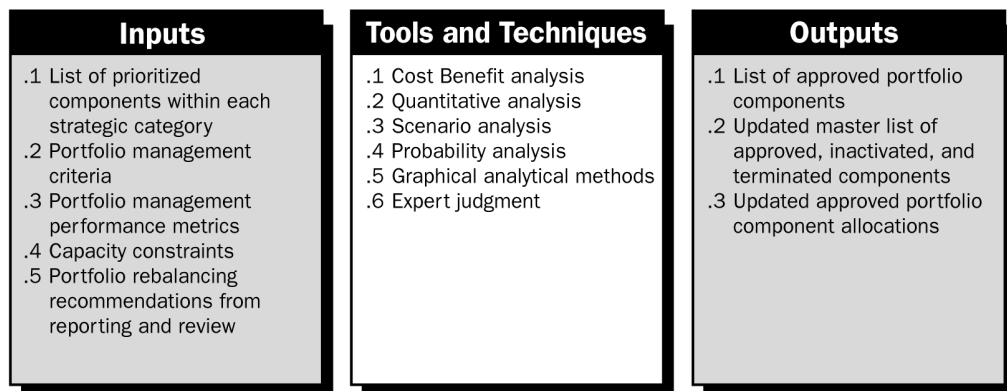 Inputs
.1 List of prioritized
components within each
strategic category
.2 Portfolio management
criteria
.3 Portfolio management
performance metrics
.4 Capacity constraints
.5 Portfolio rebalancing
recommendations from
reporting and review
Tools and Techniques
.1 Cost Benefit analysis
.2 Quantitative analysis
.3 Scenario analysis
.4 Probability analysis
.5 Graphical analytical methods
.6 Expert judgment
Outputs
.1 List of approved portfolio
components
.2 Updated master list of
approved, inactivated, and
terminated components
.3 Updated approved portfolio
component allocations